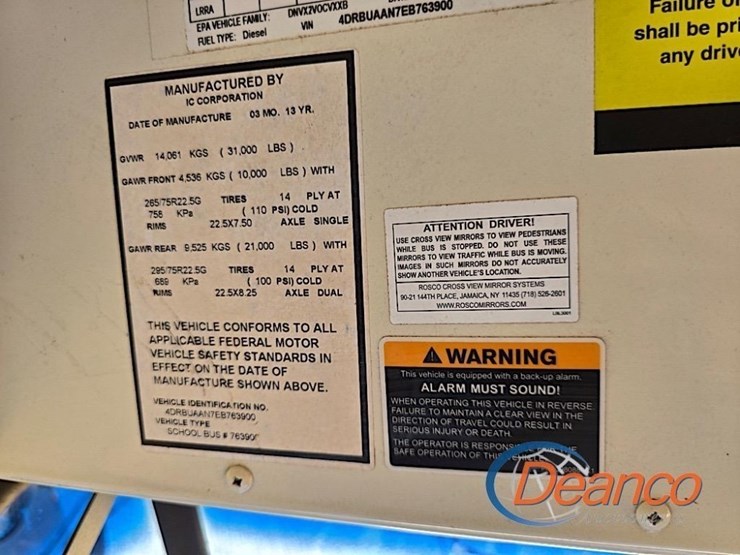 LRRA
EPA VEHICLE FAMILY: DNVX2VOCVXXB
FUEL TYPE: Diesel VIN 4DRBUAAN7EB763900
Failure
shall be pri
any driv
MANUFACTURED BY
IC CORPORATION
DATE OF MANUFACTURE 03 MO. 13 YR.
GVWR 14,061 KGS ( 31,000 LBS )
GAWR FRONT 4,536 KGS ( 10,000 LBS ) WITH
265/75R22.5G TIRES 14 PLY AT
758 KPa ( 110 PSI) COLD
RIMS 22.5X7.50 AXLE SINGLE
GAWR REAR 9,525 KGS ( 21,000 LBS ) WITH
295/75R22.5G TIRES 14 PLY AT
689 KPa ( 100 PSI) COLD
RIMS 22.5X8.25 AXLE DUAL
THIS VEHICLE CONFORMS TO ALL
APPLICABLE FEDERAL MOTOR
VEHICLE SAFETY STANDARDS IN
EFFECT ON THE DATE OF
MANUFACTURE SHOWN ABOVE.
VEHICLE IDENTIFICATION NO.
4DRBUAAN7EB763900
VEHICLE TYPE
SCHOOL BUS # 763900
ATTENTION DRIVER!
USE CROSS VIEW MIRRORS TO VIEW PEDESTRIANS
WHILE BUS IS STOPPED. DO NOT USE THESE
MIRRORS TO VIEW TRAFFIC WHILE BUS IS MOVING.
IMAGES IN SUCH MIRRORS DO NOT ACCURATELY
SHOW ANOTHER VEHICLE'S LOCATION.
ROSCO CROSS VIEW MIRROR SYSTEMS
90-21 144TH PLACE, JAMAICA, NY 11435 (718) 526-2601
WWW.ROSCOMIRRORS.COM
WARNING
This vehicle is equipped with a back-up alarm.
ALARM MUST SOUND!
WHEN OPERATING THIS VEHICLE IN REVERSE
FAILURE TO MAINTAIN A CLEAR VIEW IN THE
DIRECTION OF TRAVEL COULD RESULT IN
SERIOUS INJURY OR DEATH.
THE OPERATOR IS RESPONSIBLE FOR THE
SAFE OPERATION OF THIS VEHICLE
Deanco